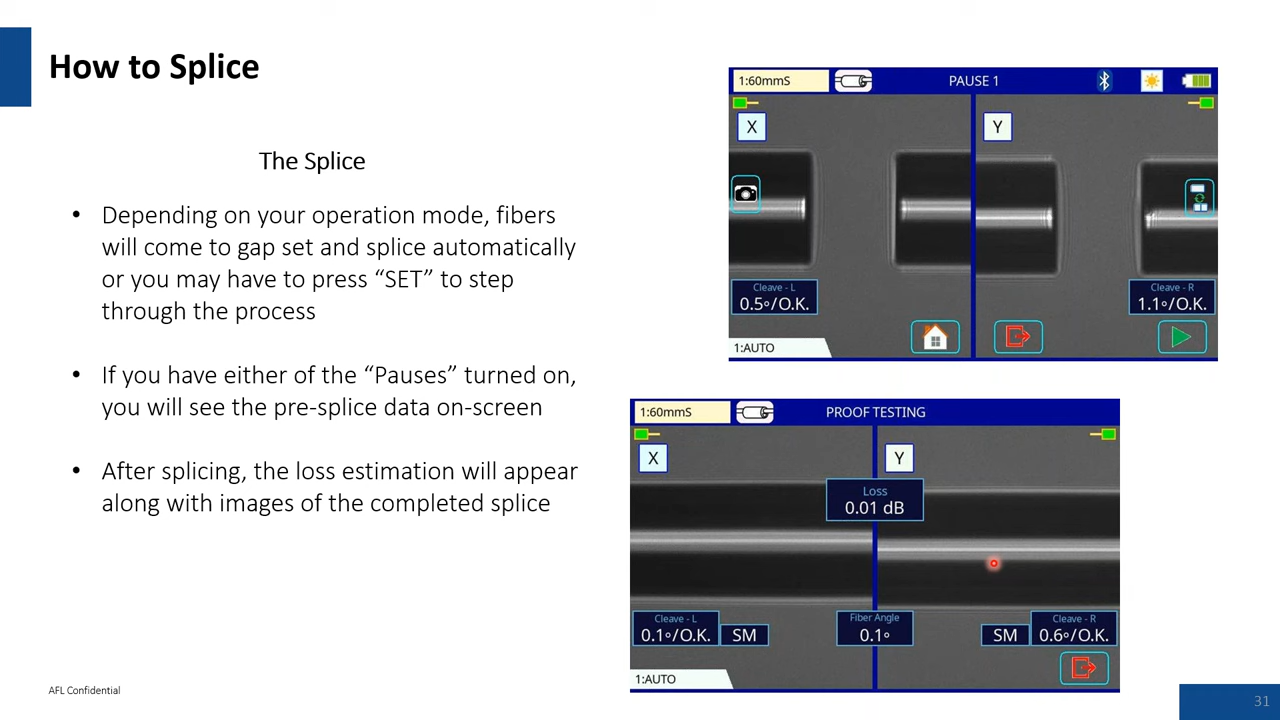 How to Splice
The Splice
• Depending on your operation mode, fibers
will come to gap set and splice automatically
or you may have to press “SET” to step
through the process
• If you have either of the “Pauses” turned on,
you will see the pre-splice data on-screen
• After splicing, the loss estimation will appear
along with images of the completed splice
1:60mmS
PAUSE 1
X
Y
Cleave - L
0.5°/O.K.
Cleave - R
1.1°/O.K.
1:AUTO
1:60mmS
PROOF TESTING
X
Y
Loss
0.01 dB
Cleave - L
0.1°/O.K.
SM
Fiber Angle
0.1°
SM
Cleave - R
0.6°/O.K.
1:AUTO
AFL Confidential
31